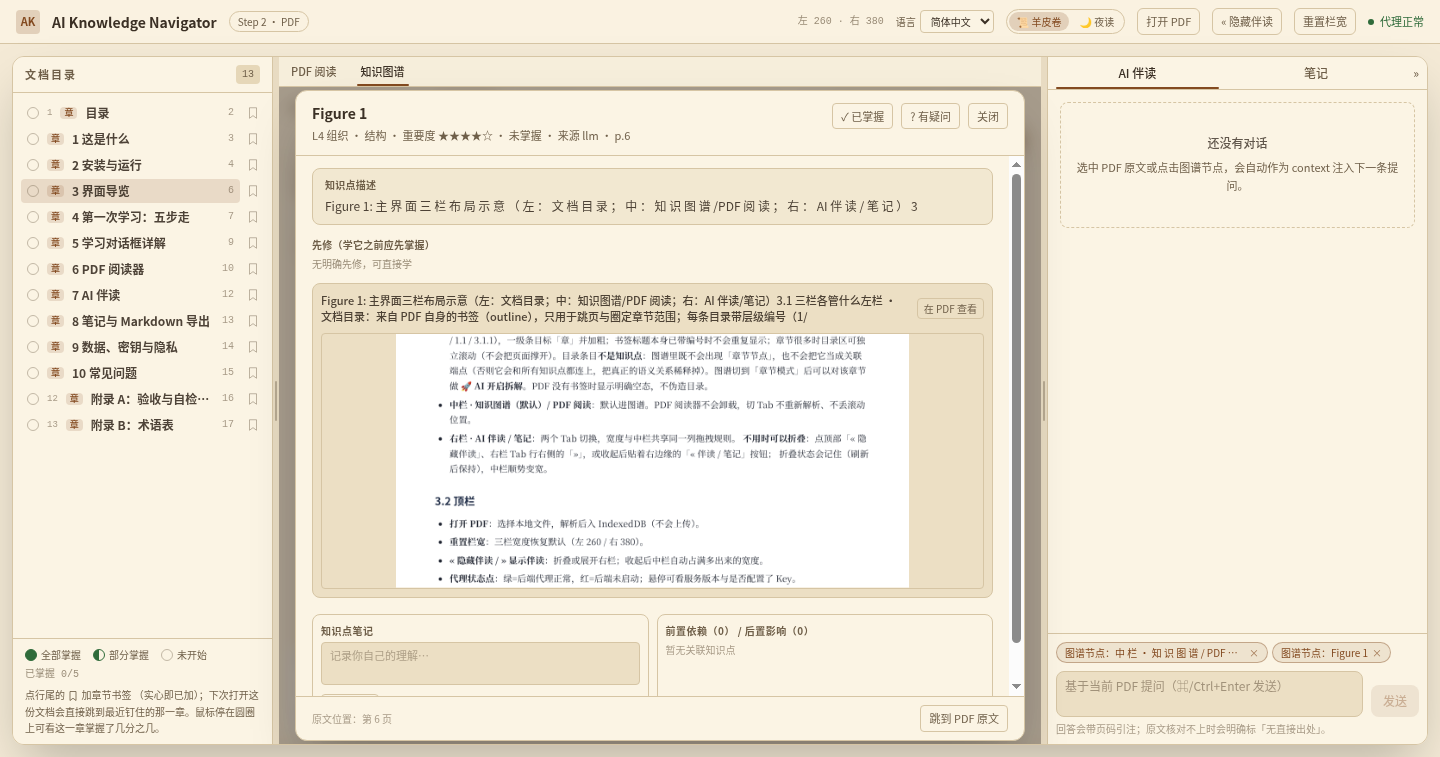 AK AI Knowledge Navigator Step 2 · PDF 左 260 · 右 380 语言 简体中文 📜 羊皮卷 🌙 夜读 打开 PDF « 隐藏伴读 重置栏宽 代理正常
文档目录 13
1 章 目录 2
章 1 这是什么 3
章 2 安装与运行 4
章 3 界面导览 6
章 4 第一次学习：五步走 7
章 5 学习对话框详解 9
章 6 PDF 阅读器 10
章 7 AI 伴读 12
章 8 笔记与 Markdown 导出 13
章 9 数据、密钥与隐私 14
章 10 常见问题 15
12 章 附录 A：验收与自检… 16
13 章 附录 B：术语表 17
全部掌握 部分掌握 未开始
已掌握 0/5
点行尾的 加章节书签 （实心即已加）；下次打开这
份文档会直接跳到最近钉住的那一章。鼠标停在圆圈
上可看这一章掌握了几分之几。
PDF 阅读 知识图谱
Figure 1
✓ 已掌握 ? 有疑问 关闭
L4 组织 · 结构 · 重要度 ★★★★☆ · 未掌握 · 来源 llm · p.6
知识点描述
Figure 1: 主 界 面 三 栏 布 局 示 意 （ 左 ： 文 档 目 录 ； 中 ： 知 识 图 谱 /PDF 阅 读 ； 右 ： AI 伴 读 / 笔 记 ） 3
先修（学它之前应先掌握）
无明确先修，可直接学
Figure 1: 主界面三栏布局示意（左：文档目录；中：知识图谱/PDF 阅读；右：AI 伴读/笔记）3.1 三栏各管什么左栏 ·
文档目录：来自 PDF 自身的书签（outline），只用于跳页与圈定章节范围；每条目录带层级编号（1/
在 PDF 查看
/ 1.1 / 3.1.1），一级条目标「章」并加粗；书签标题本身已带编号时不会重复显示；章节很多时目录区可独
立滚动（不会把页面撑开）。目录条目不是知识点：图谱里既不会出现「章节节点」，也不会把它当成关联
端点（否则它会和所有知识点都连上，把真正的语义关系稀释掉）。图谱切到「章节模式」后可以对该章节
做 🚀 AI 开启拆解。PDF 没有书签时显示明确空态，不伪造目录。
• 中栏 · 知识图谱（默认）/ PDF 阅读：默认进图谱。PDF 阅读器不会卸载，切 Tab 不重新解析、不丢滚动
位置。
• 右栏 · AI 伴读 / 笔记：两个 Tab 切换，宽度与中栏共享同一列拖拽规则。 不用时可以折叠：点顶部「« 隐
藏伴读」、右栏 Tab 行右侧的「»」，或收起后贴着右边缘的「« 伴读 / 笔记」按钮； 折叠状态会记住（刷新
后保持），中栏顺势变宽。
3.2 顶栏
• 打开 PDF：选择本地文件，解析后入 IndexedDB（不会上传）。
• 重置栏宽：三栏宽度恢复默认（左 260 / 右 380）。
• « 隐藏伴读 / » 显示伴读：折叠或展开右栏；收起后中栏自动占满多出来的宽度。
• 代理状态点：绿=后端代理正常，红=后端未启动；悬停可看服务版本与是否配置了 Key。
知识点笔记
记录你自己的理解…
前置依赖（0） / 后置影响（0）
暂无关联知识点
原文位置：第 6 页 跳到 PDF 原文
AI 伴读 笔记 »
还没有对话
选中 PDF 原文或点击图谱节点，会自动作为 context 注入下一条提
问。
图谱节点：中 栏 · 知 识 图 谱 / PDF … × 图谱节点：Figure 1 ×
基于当前 PDF 提问（⌘/Ctrl+Enter 发送）
发送
回答会带页码引注；原文核对不上时会明确标「无直接出处」。